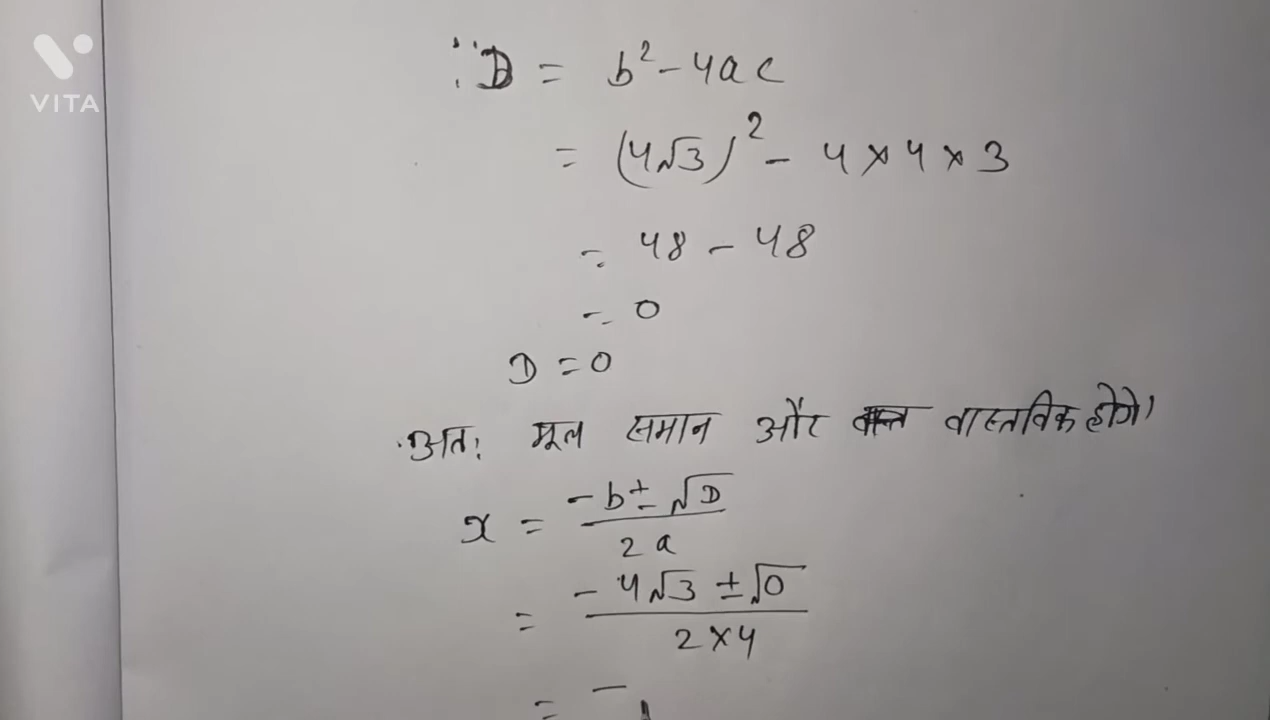 VITA
∵ D = b² - 4ac
= (4√3)² - 4 × 4 × 3
= 48 - 48
= 0
D = 0
अतः मूल समान और वास्तविक होंगे।
x = (-b ± √D) / 2a
= (-4√3 ± √0) / 2×4
= -